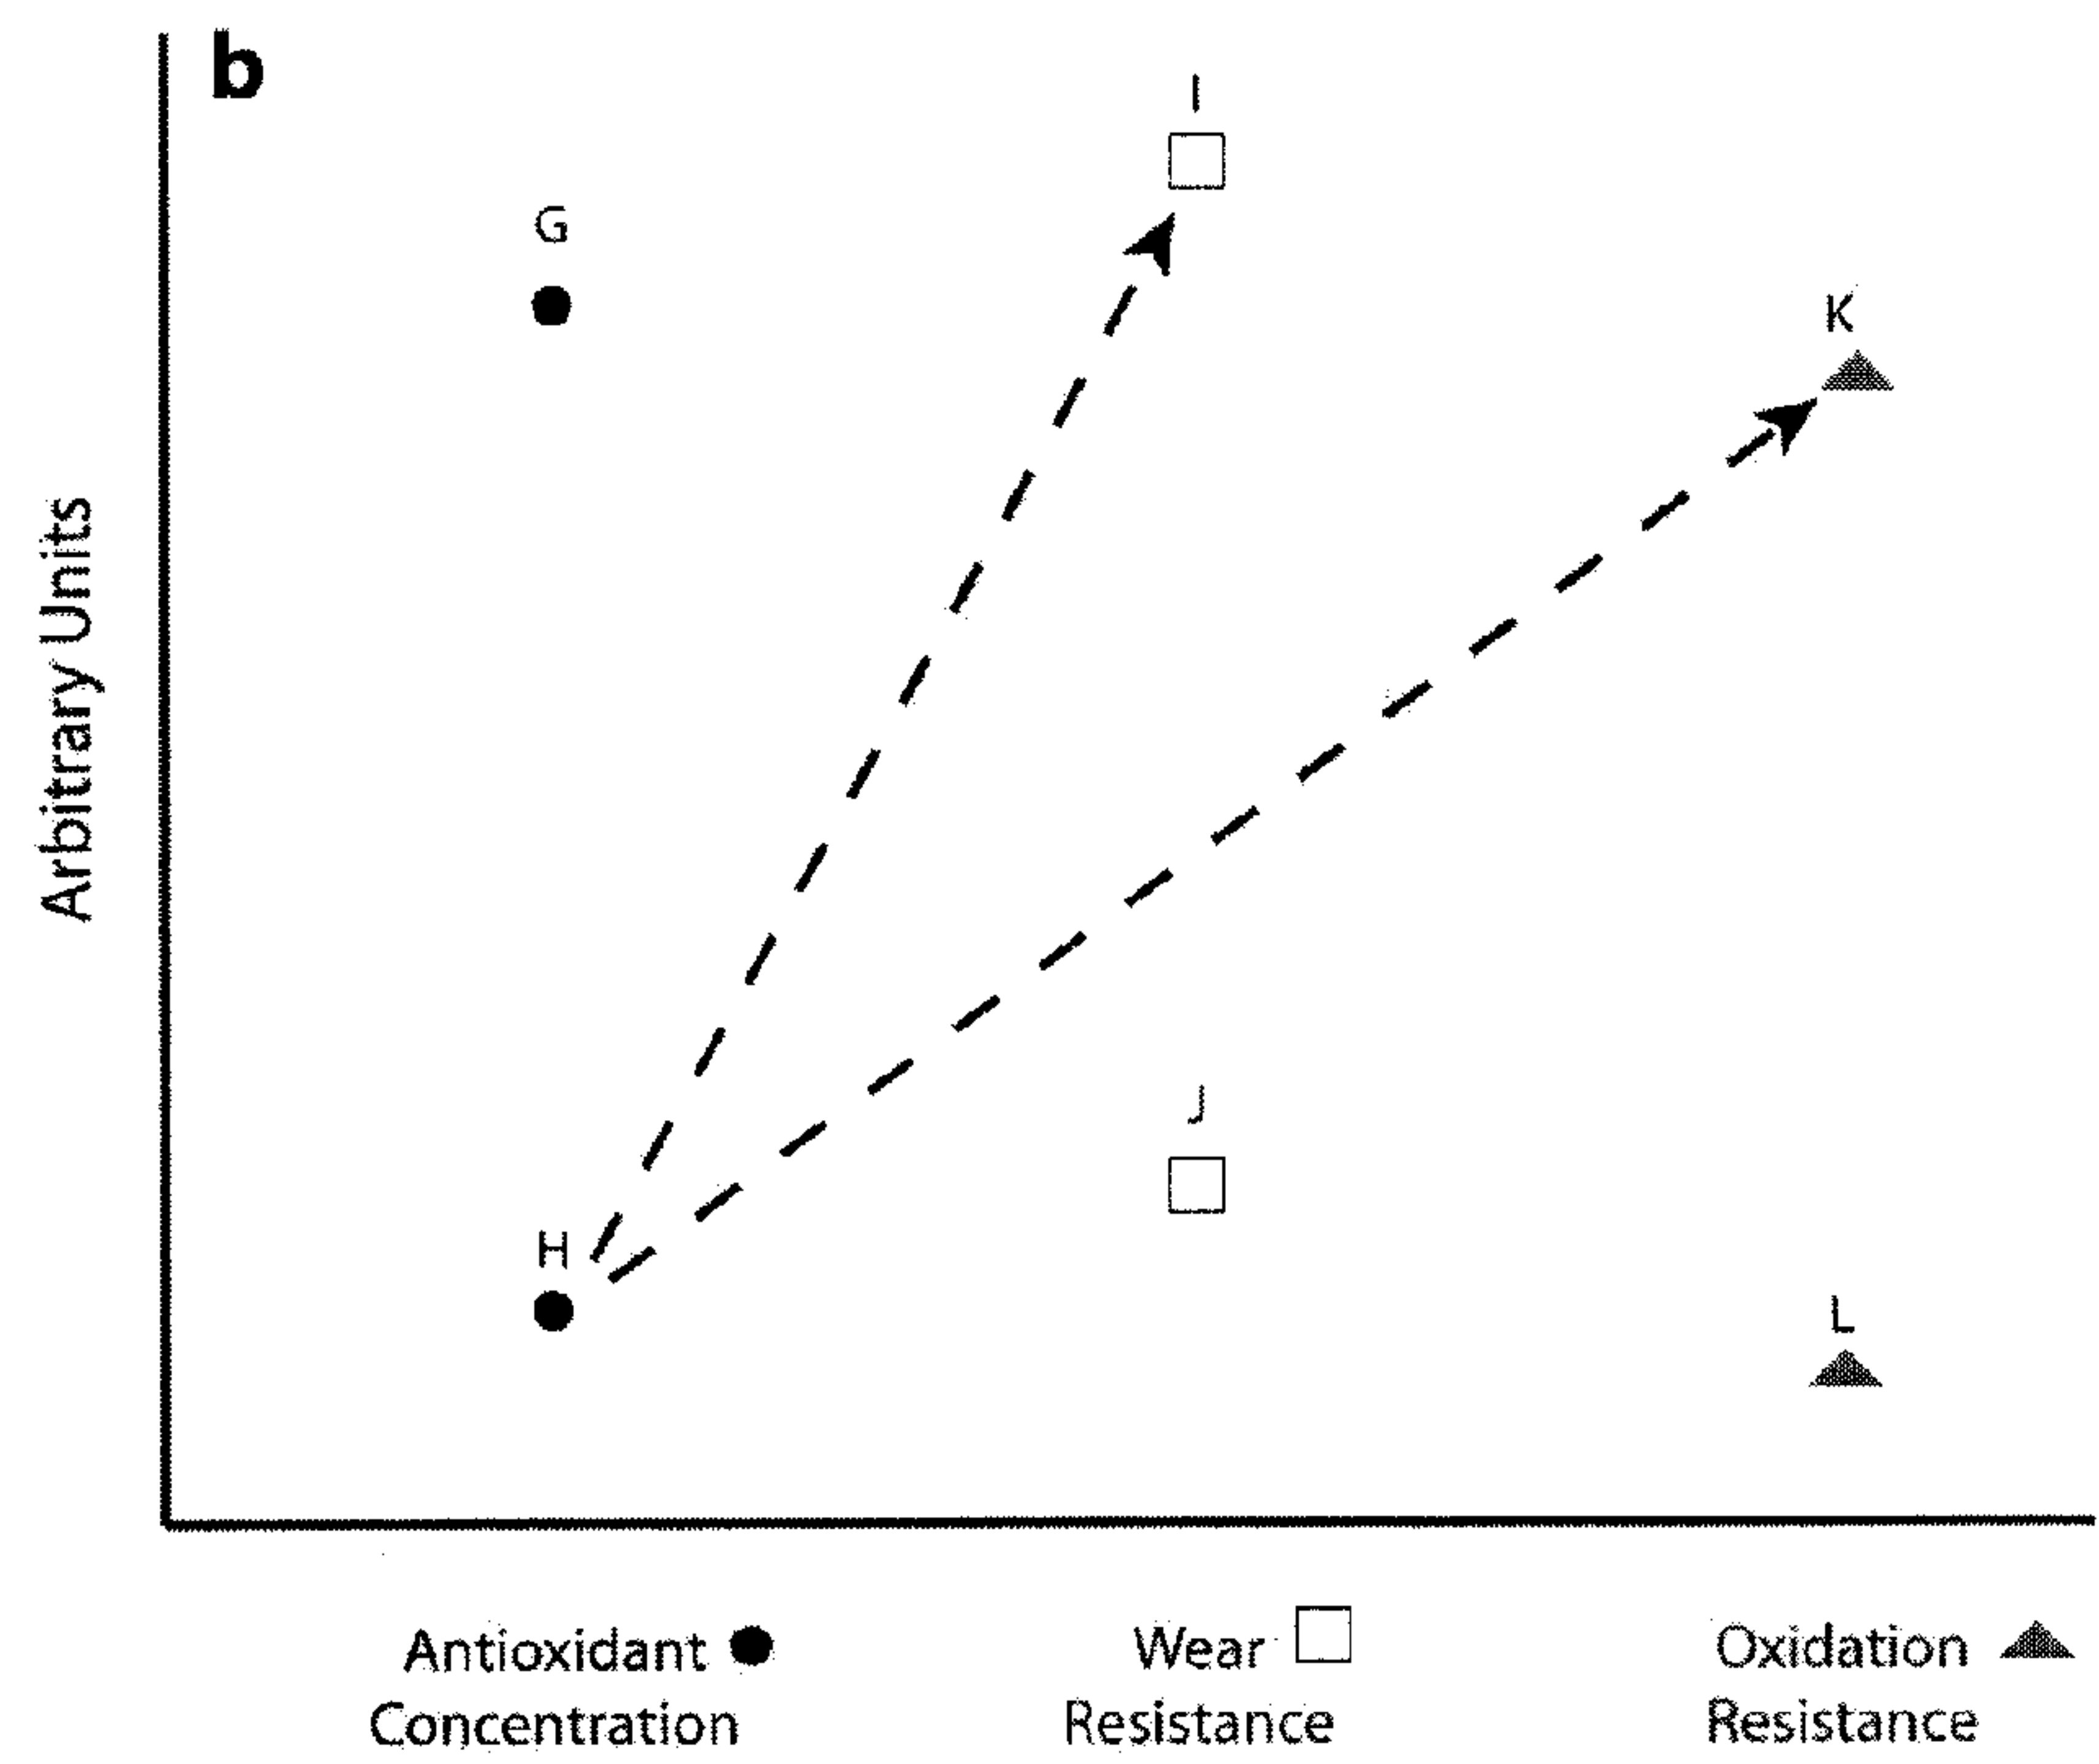 b
I
G
K
Arbitrary Units
J
H
L
Antioxidant
Concentration
Wear
Resistance
Oxidation
Resistance